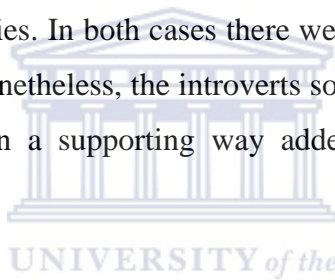 ies. In both cases there we
netheless, the introverts so
n a supporting way adde
UNIVERSITY of the